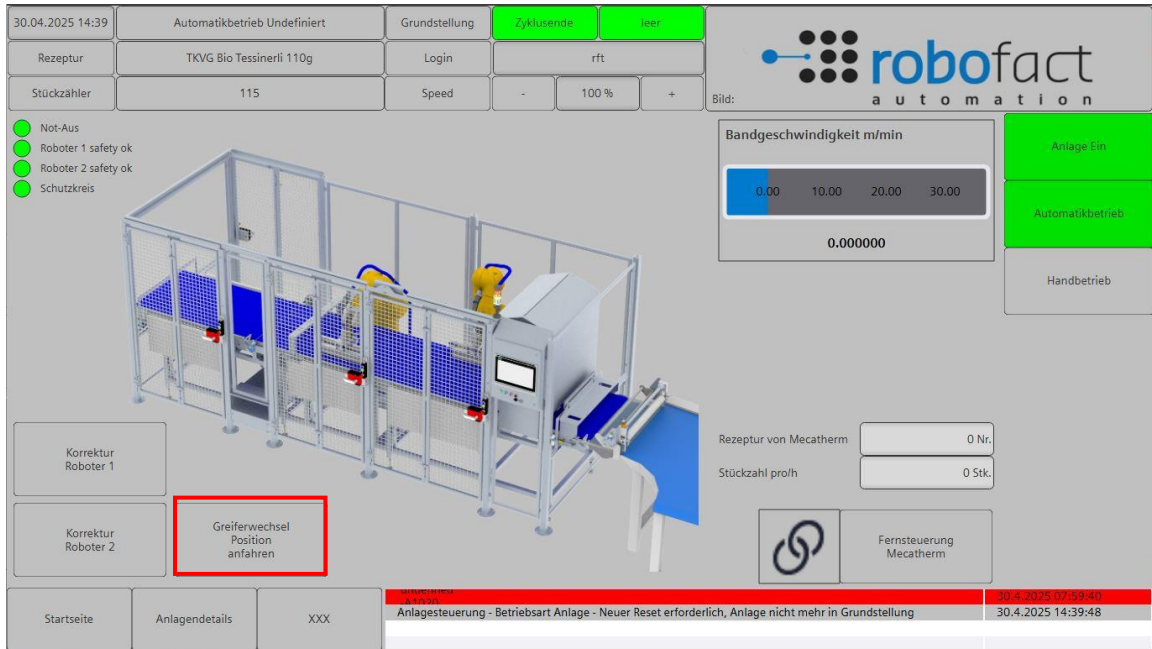 30.04.2025 14:39
Automatikbetrieb Undefiniert
Grundstellung
Zyklusende
leer
Rezeptur
TKVG Bio Tessinerli 110g
Login
rft
Stückzähler
115
Speed
-
100 %
+
Bild:
robofact
automation
Not-Aus
Roboter 1 safety ok
Roboter 2 safety ok
Schutzkreis
Bandgeschwindigkeit m/min
0.00 10.00 20.00 30.00
0.000000
Anlage Ein
Automatikbetrieb
Handbetrieb
Korrektur
Roboter 1
Rezeptur von Mecatherm
0 Nr.
Stückzahl pro/h
0 Stk.
Korrektur
Roboter 2
Greiferwechsel
Position
anfahren
Fernsteuerung
Mecatherm
Startseite
Anlagendetails
XXX
-A1020
30.4.2025 07:59:40
Anlagesteuerung - Betriebsart Anlage - Neuer Reset erforderlich, Anlage nicht mehr in Grundstellung
30.4.2025 14:39:48